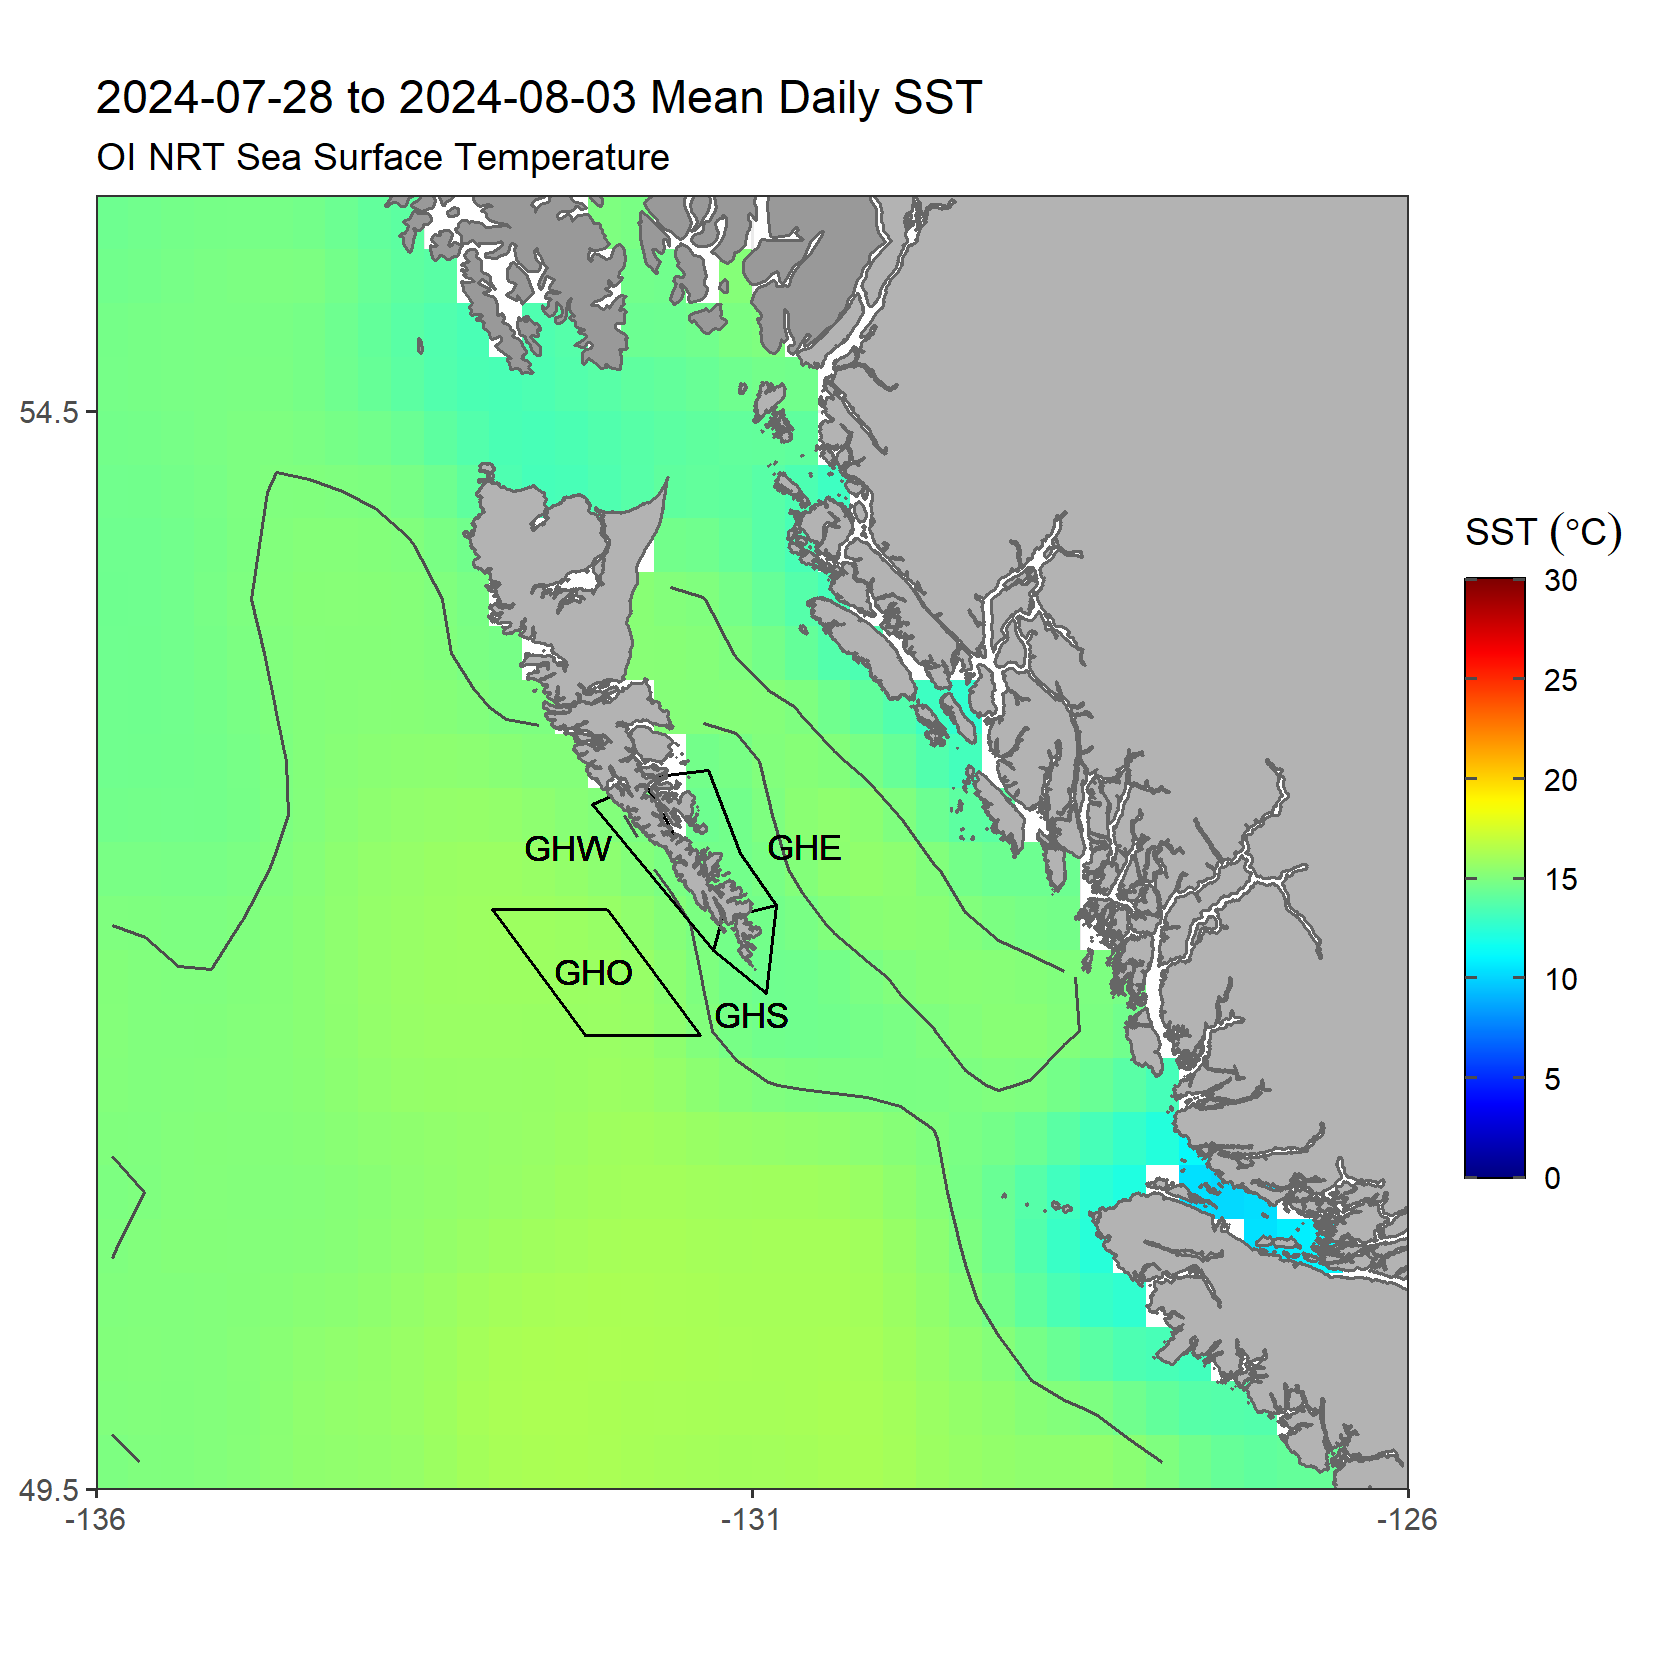 2024-07-28 to 2024-08-03 Mean Daily SST
OI NRT Sea Surface Temperature
54.5
49.5
-136
-131
-126
GHW
GHE
GHO
GHS
SST (°C)
30
25
20
15
10
5
0